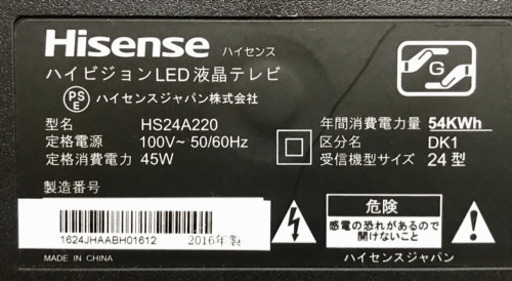 Hisense ハイセンス
ハイビジョンLED液晶テレビ
PSE ハイセンスジャパン株式会社
G
型名 HS24A220
定格電源 100V~ 50/60Hz
定格消費電力 45W
年間消費電力量 54KWh
区分名 DK1
受信機型サイズ 24型
製造番号
1624JHAABH01612 2016年製
MADE IN CHINA
危険
感電の恐れがあるので
開けないこと
ハイセンスジャパン